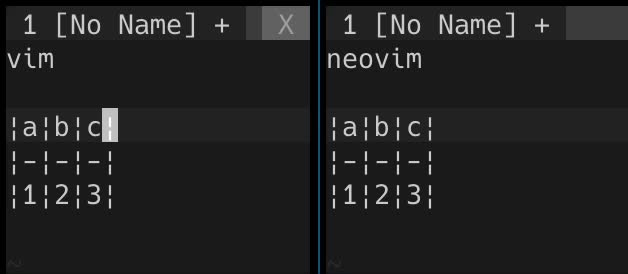 1 [No Name] + X
vim
¦a¦b¦c¦
¦-¦-¦-¦
¦1¦2¦3¦
~
1 [No Name] +
neovim
¦a¦b¦c¦
¦-¦-¦-¦
¦1¦2¦3¦
~